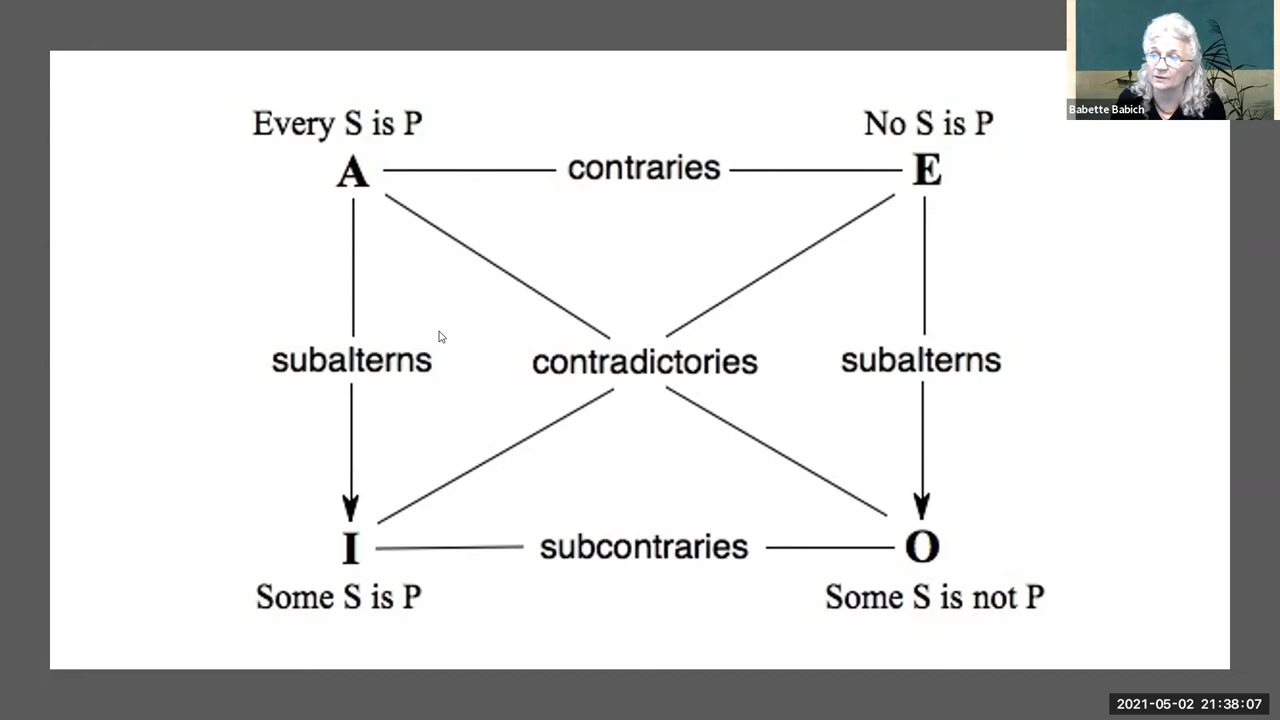 Every S is P
No S is P
A
contraries
E
Babette Babich
subalterns
contradictories
subalterns
I
subcontraries
O
Some S is P
Some S is not P
2021-05-02 21:38:07